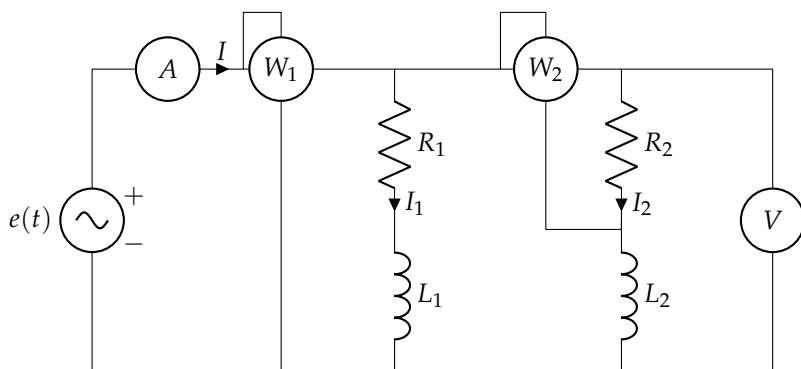 A
I
W₁
W₂
R₁
R₂
I₁
I₂
e(t)
+
−
V
L₁
L₂